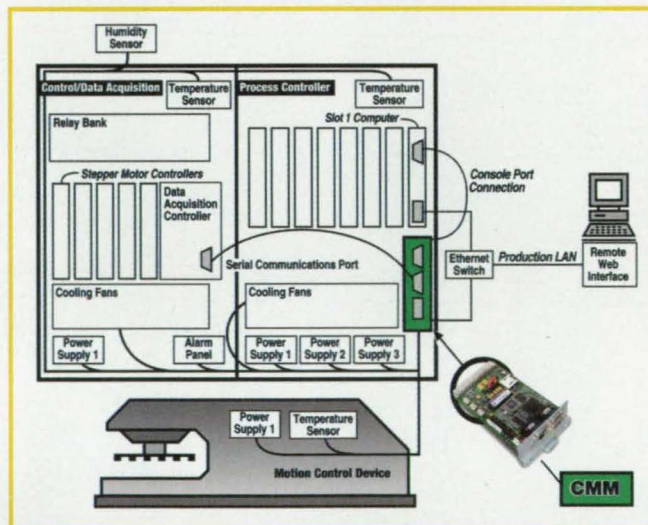 Humidity
Sensor
Control/Data Acquisition
Temperature
Sensor
Process Controller
Temperature
Sensor
Relay Bank
Slot 1 Computer
Stepper Motor Controllers
Data
Acquisition
Controller
Console Port
Connection
Serial Communications Port
Ethernet
Switch
Production LAN
Remote
Web
Interface
Cooling Fans
Cooling Fans
Power
Supply 1
Alarm
Panel
Power
Supply 1
Power
Supply 2
Power
Supply 3
Power
Supply 1
Temperature
Sensor
Motion Control Device
CMM